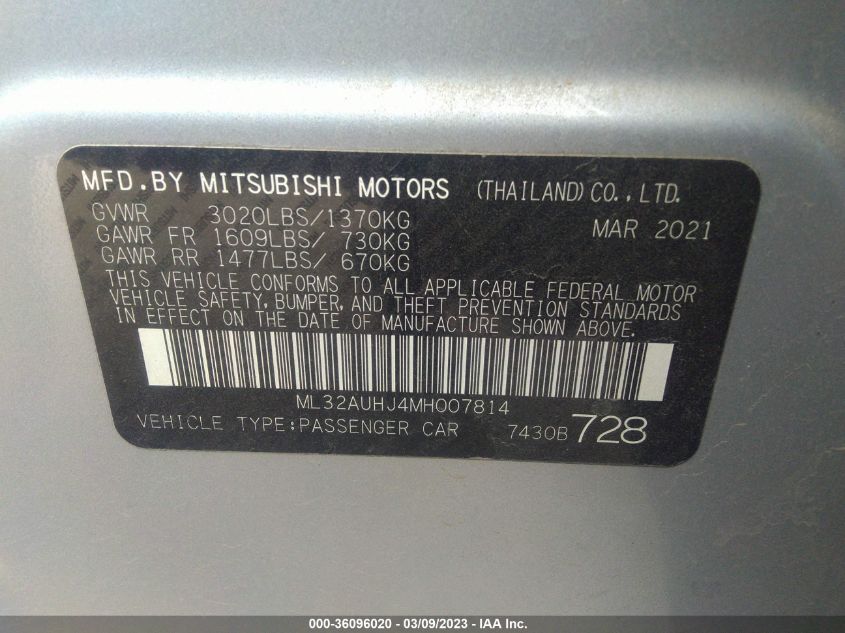 MFD.BY MITSUBISHI MOTORS (THAILAND) CO., LTD.
GVWR 3020LBS/1370KG MAR 2021
GAWR FR 1609LBS/ 730KG
GAWR RR 1477LBS/ 670KG
THIS VEHICLE CONFORMS TO ALL APPLICABLE FEDERAL MOTOR
VEHICLE SAFETY, BUMPER, AND THEFT PREVENTION STANDARDS
IN EFFECT ON THE DATE OF MANUFACTURE SHOWN ABOVE.
ML32AUHJ4MH007814
VEHICLE TYPE:PASSENGER CAR 7430B 728
000-36096020 - 03/09/2023 - IAA Inc.